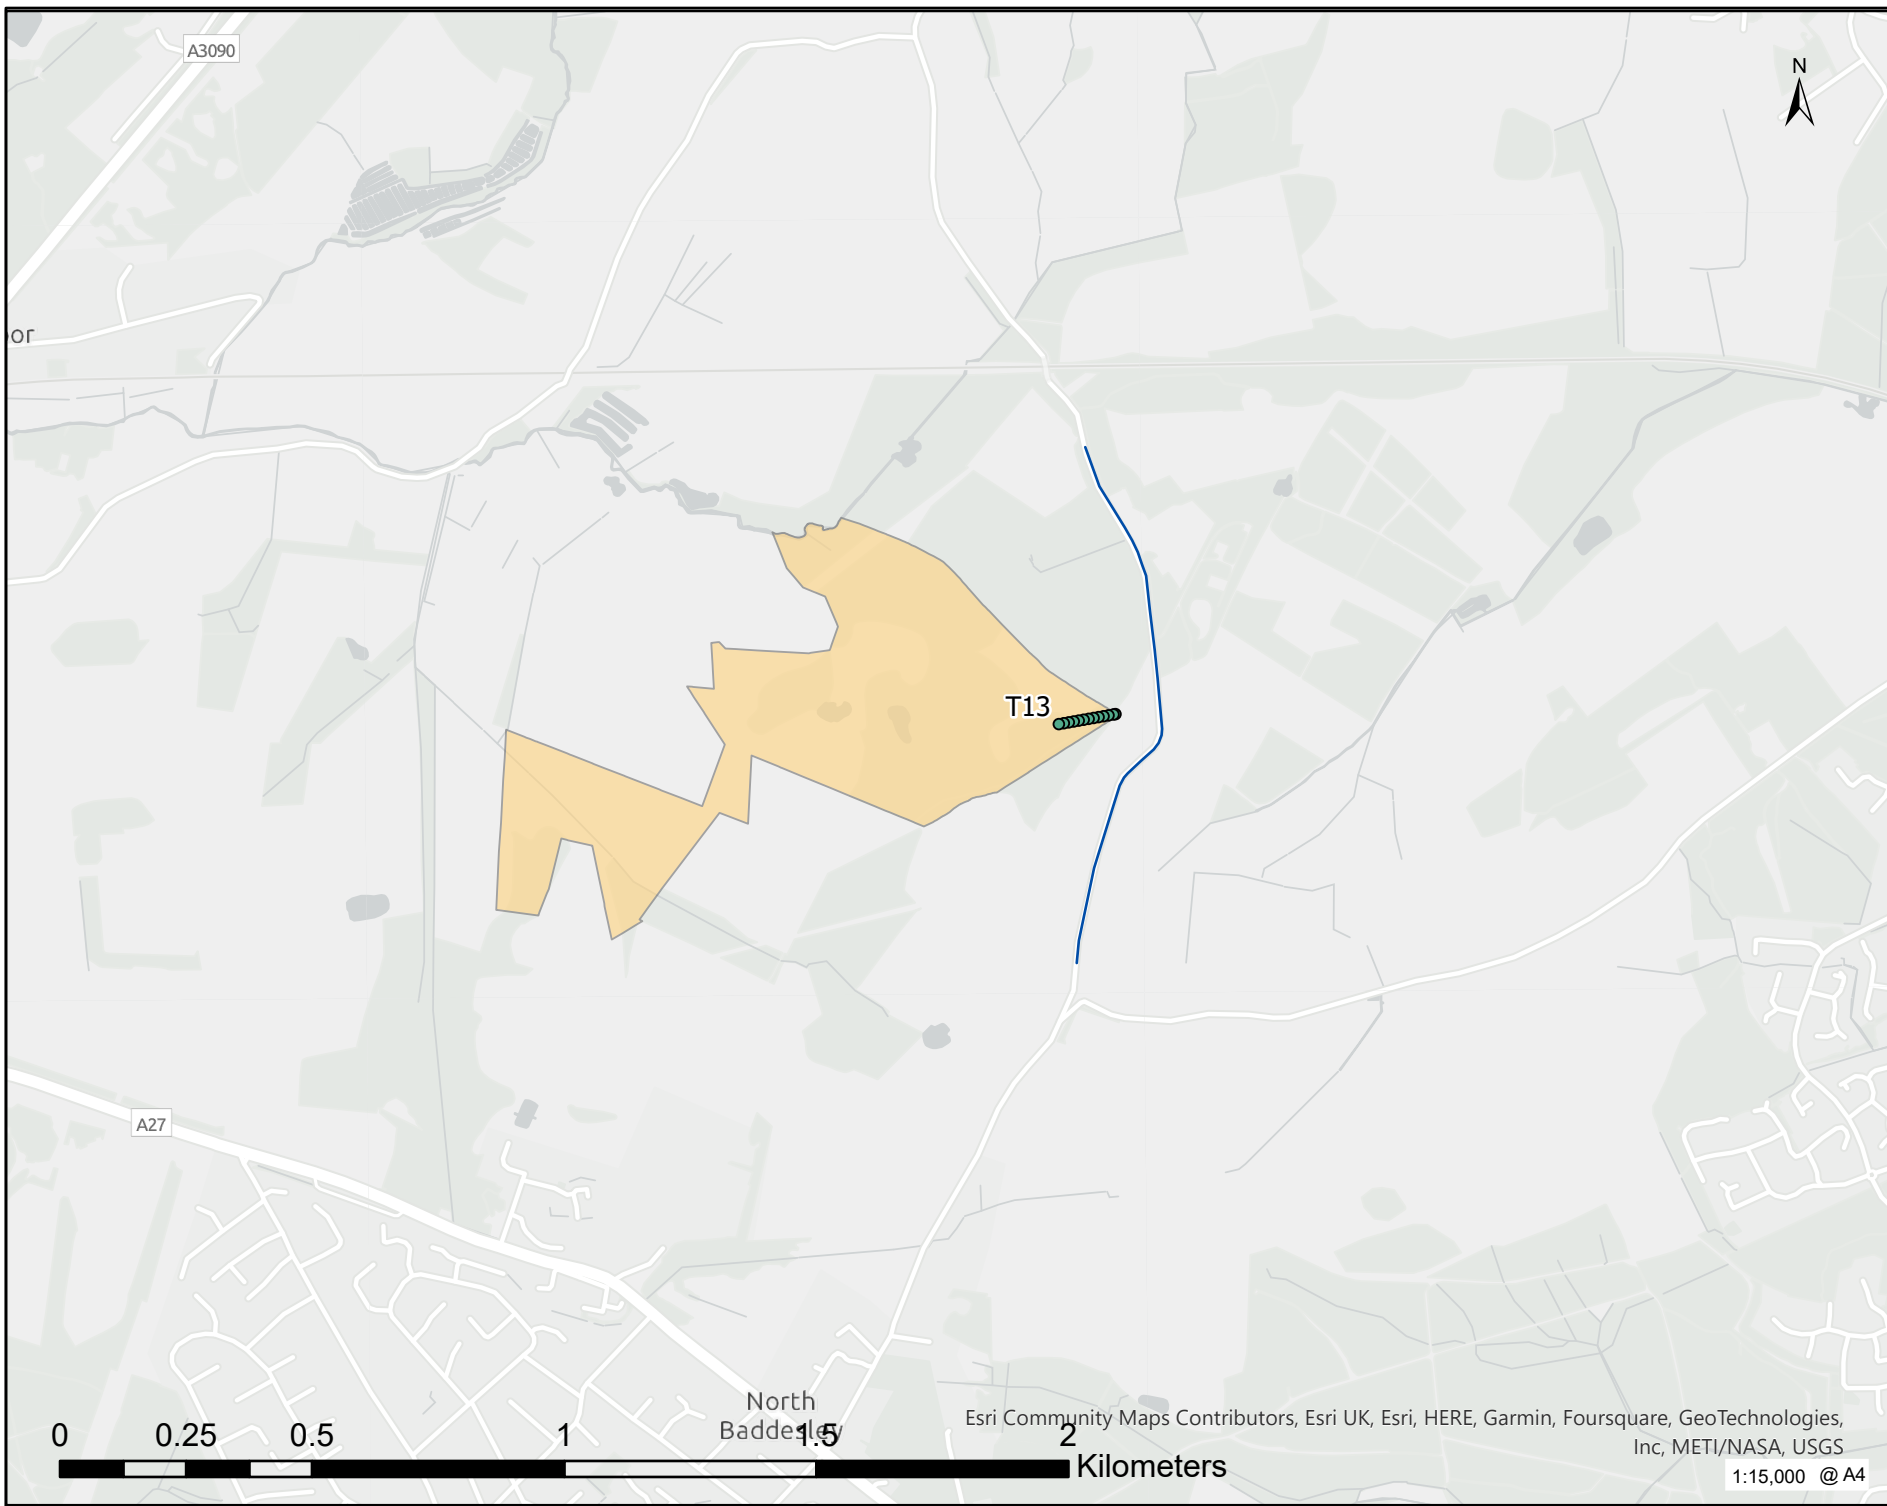 A3090
N
or
T13
A27
North
Baddesley
0 0.25 0.5 1 1.5 2
Kilometers
Esri Community Maps Contributors, Esri UK, Esri, HERE, Garmin, Foursquare, GeoTechnologies,
Inc, METI/NASA, USGS
1:15,000 @ A4